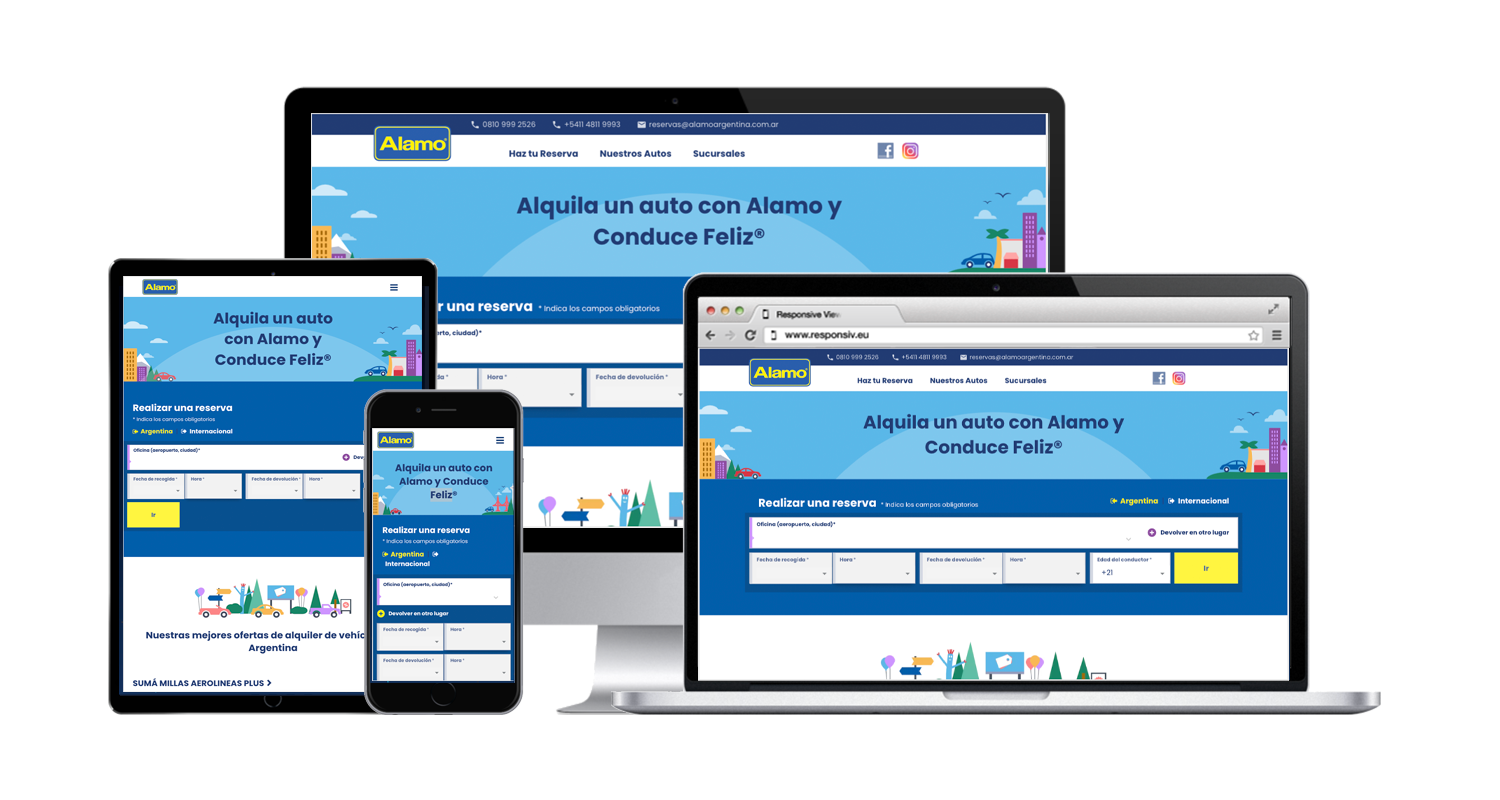 0810 999 2526 +5411 4811 9993 reservas@alamoargentina.com.ar
Alamo
Haz tu Reserva Nuestros Autos Sucursales
Alquila un auto con Alamo y
Conduce Feliz®
r una reserva * Indica los campos obligatorios
erto, ciudad)*
da * Hora * Fecha de devolución *
Alamo
Alquila un auto
con Alamo y
Conduce Feliz®
Realizar una reserva
* Indica los campos obligatorios
Argentina Internacional
Oficina (aeropuerto, ciudad)*
Dev
Fecha de recogida * Hora * Fecha de devolución * Hora *
Ir
Nuestras mejores ofertas de alquiler de vehíc
Argentina
SUMÁ MILLAS AEROLINEAS PLUS >
Alamo
Alquila un auto con
Alamo y Conduce
Feliz®
Realizar una reserva
* Indica los campos obligatorios
Argentina
Internacional
Oficina (aeropuerto, ciudad)*
Devolver en otro lugar
Fecha de recogida * Hora *
Fecha de devolución * Hora *
Responsive View
www.responsiv.eu
0810 999 2526 +5411 4811 9993 reservas@alamoargentina.com.ar
Alamo
Haz tu Reserva Nuestros Autos Sucursales
Alquila un auto con Alamo y
Conduce Feliz®
Realizar una reserva * Indica los campos obligatorios Argentina Internacional
Oficina (aeropuerto, ciudad)*
Devolver en otro lugar
Fecha de recogida * Hora * Fecha de devolución * Hora * Edad del conductor *
+21
Ir